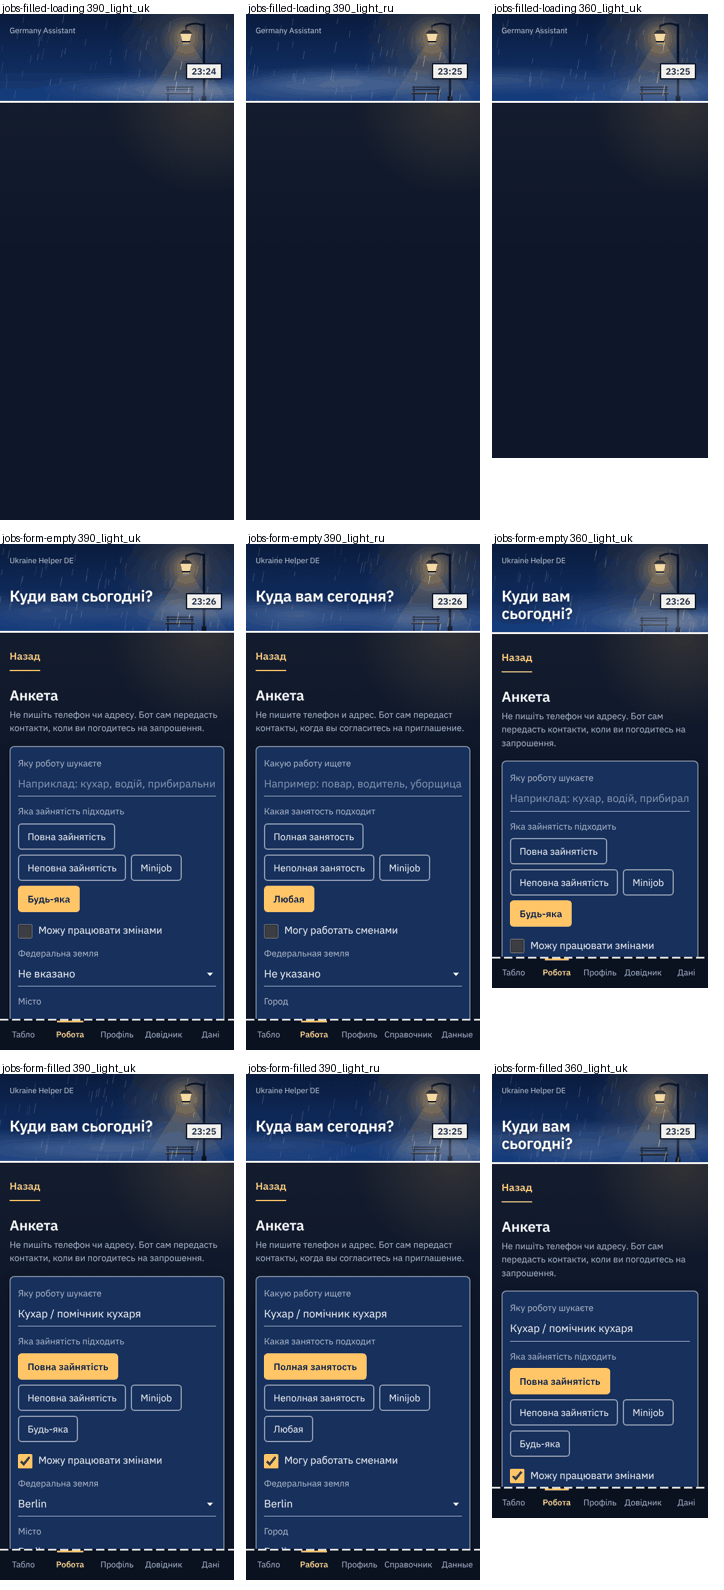 jobs-filled-loading 390_light_uk
Germany Assistant
23:24
jobs-filled-loading 390_light_ru
Germany Assistant
23:25
jobs-filled-loading 360_light_uk
Germany Assistant
23:25
jobs-form-empty 390_light_uk
Ukraine Helper DE
Куди вам сьогодні?
23:26
Назад
Анкета
Не пишіть телефон чи адресу. Бот сам передасть
контакти, коли ви погодитесь на запрошення.
Яку роботу шукаєте
Наприклад: кухар, водій, прибиральни
Яка зайнятість підходить
Повна зайнятість
Неповна зайнятість Minijob
Будь-яка
Можу працювати змінами
Федеральна земля
Не вказано
Місто
Табло Робота Профіль Довідник Дані
jobs-form-empty 390_light_ru
Ukraine Helper DE
Куда вам сегодня?
23:26
Назад
Анкета
Не пишите телефон и адрес. Бот сам передаст
контакты, когда вы согласитесь на приглашение.
Какую работу ищете
Например: повар, водитель, уборщица
Какая занятость подходит
Полная занятость
Неполная занятость Minijob
Любая
Могу работать сменами
Федеральная земля
Не указано
Город
Табло Работа Профиль Справочник Данные
jobs-form-empty 360_light_uk
Ukraine Helper DE
Куди вам
сьогодні?
23:26
Назад
Анкета
Не пишіть телефон чи адресу. Бот сам
передасть контакти, коли ви погодитесь на
запрошення.
Яку роботу шукаєте
Наприклад: кухар, водій, прибирал
Яка зайнятість підходить
Повна зайнятість
Неповна зайнятість Minijob
Будь-яка
Можу працювати змінами
Табло Робота Профіль Довідник Дані
jobs-form-filled 390_light_uk
Ukraine Helper DE
Куди вам сьогодні?
23:25
Назад
Анкета
Не пишіть телефон чи адресу. Бот сам передасть
контакти, коли ви погодитесь на запрошення.
Яку роботу шукаєте
Кухар / помічник кухаря
Яка зайнятість підходить
Повна зайнятість
Неповна зайнятість Minijob
Будь-яка
Можу працювати змінами
Федеральна земля
Berlin
Місто
Табло Робота Профіль Довідник Дані
jobs-form-filled 390_light_ru
Ukraine Helper DE
Куда вам сегодня?
23:25
Назад
Анкета
Не пишите телефон и адрес. Бот сам передаст
контакты, когда вы согласитесь на приглашение.
Какую работу ищете
Кухар / помічник кухаря
Какая занятость подходит
Полная занятость
Неполная занятость Minijob
Любая
Могу работать сменами
Федеральная земля
Berlin
Город
Табло Работа Профиль Справочник Данные
jobs-form-filled 360_light_uk
Ukraine Helper DE
Куди вам
сьогодні?
23:25
Назад
Анкета
Не пишіть телефон чи адресу. Бот сам
передасть контакти, коли ви погодитесь на
запрошення.
Яку роботу шукаєте
Кухар / помічник кухаря
Яка зайнятість підходить
Повна зайнятість
Неповна зайнятість Minijob
Будь-яка
Можу працювати змінами
Табло Робота Профіль Довідник Дані